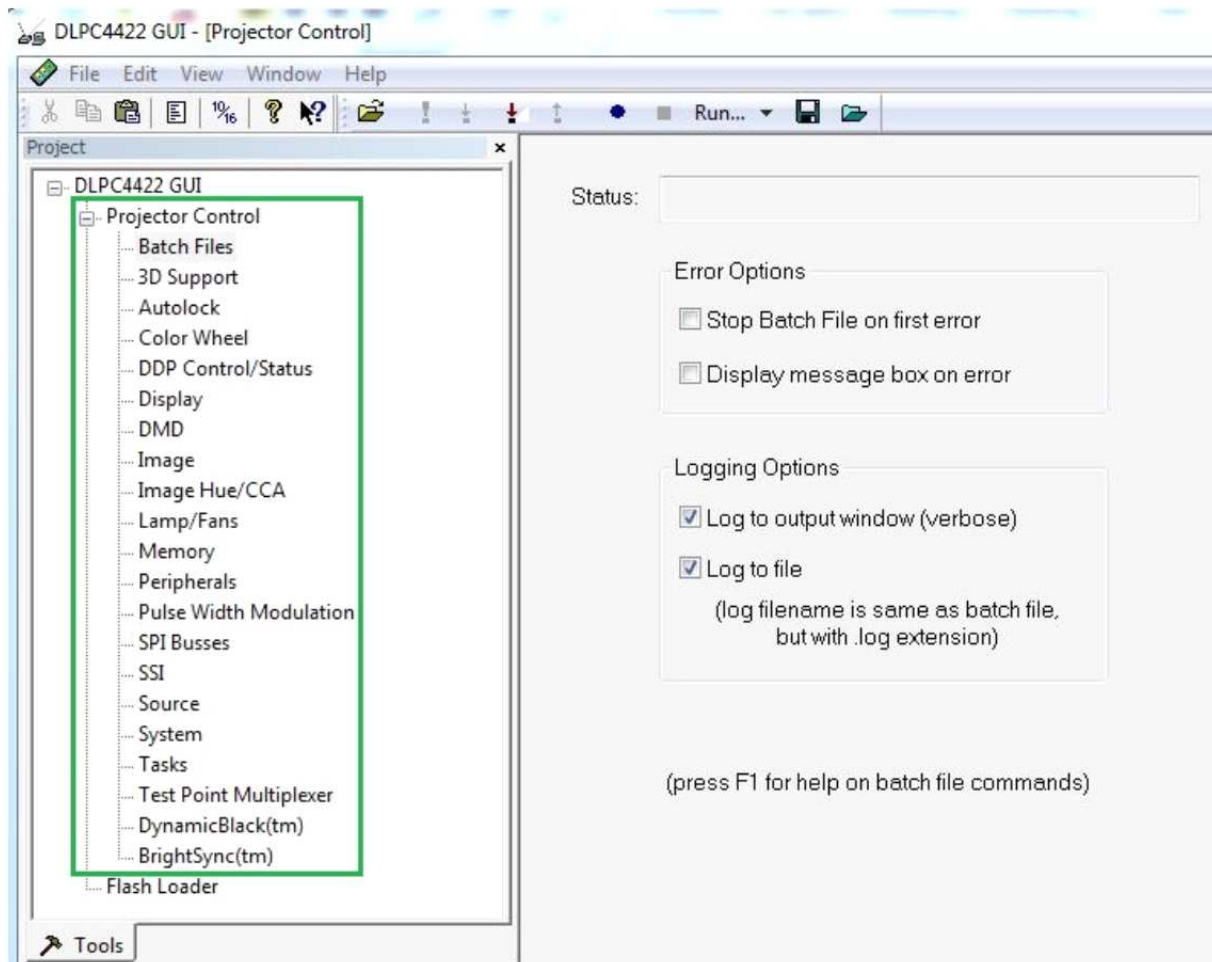 DLPC4422 GUI - [Projector Control]
File Edit View Window Help
10/16 Run...
Project
DLPC4422 GUI
Projector Control
Batch Files
3D Support
Autolock
Color Wheel
DDP Control/Status
Display
DMD
Image
Image Hue/CCA
Lamp/Fans
Memory
Peripherals
Pulse Width Modulation
SPI Busses
SSI
Source
System
Tasks
Test Point Multiplexer
DynamicBlack(tm)
BrightSync(tm)
Flash Loader
Tools
Status:
Error Options
Stop Batch File on first error
Display message box on error
Logging Options
Log to output window (verbose)
Log to file
(log filename is same as batch file,
but with .log extension)
(press F1 for help on batch file commands)